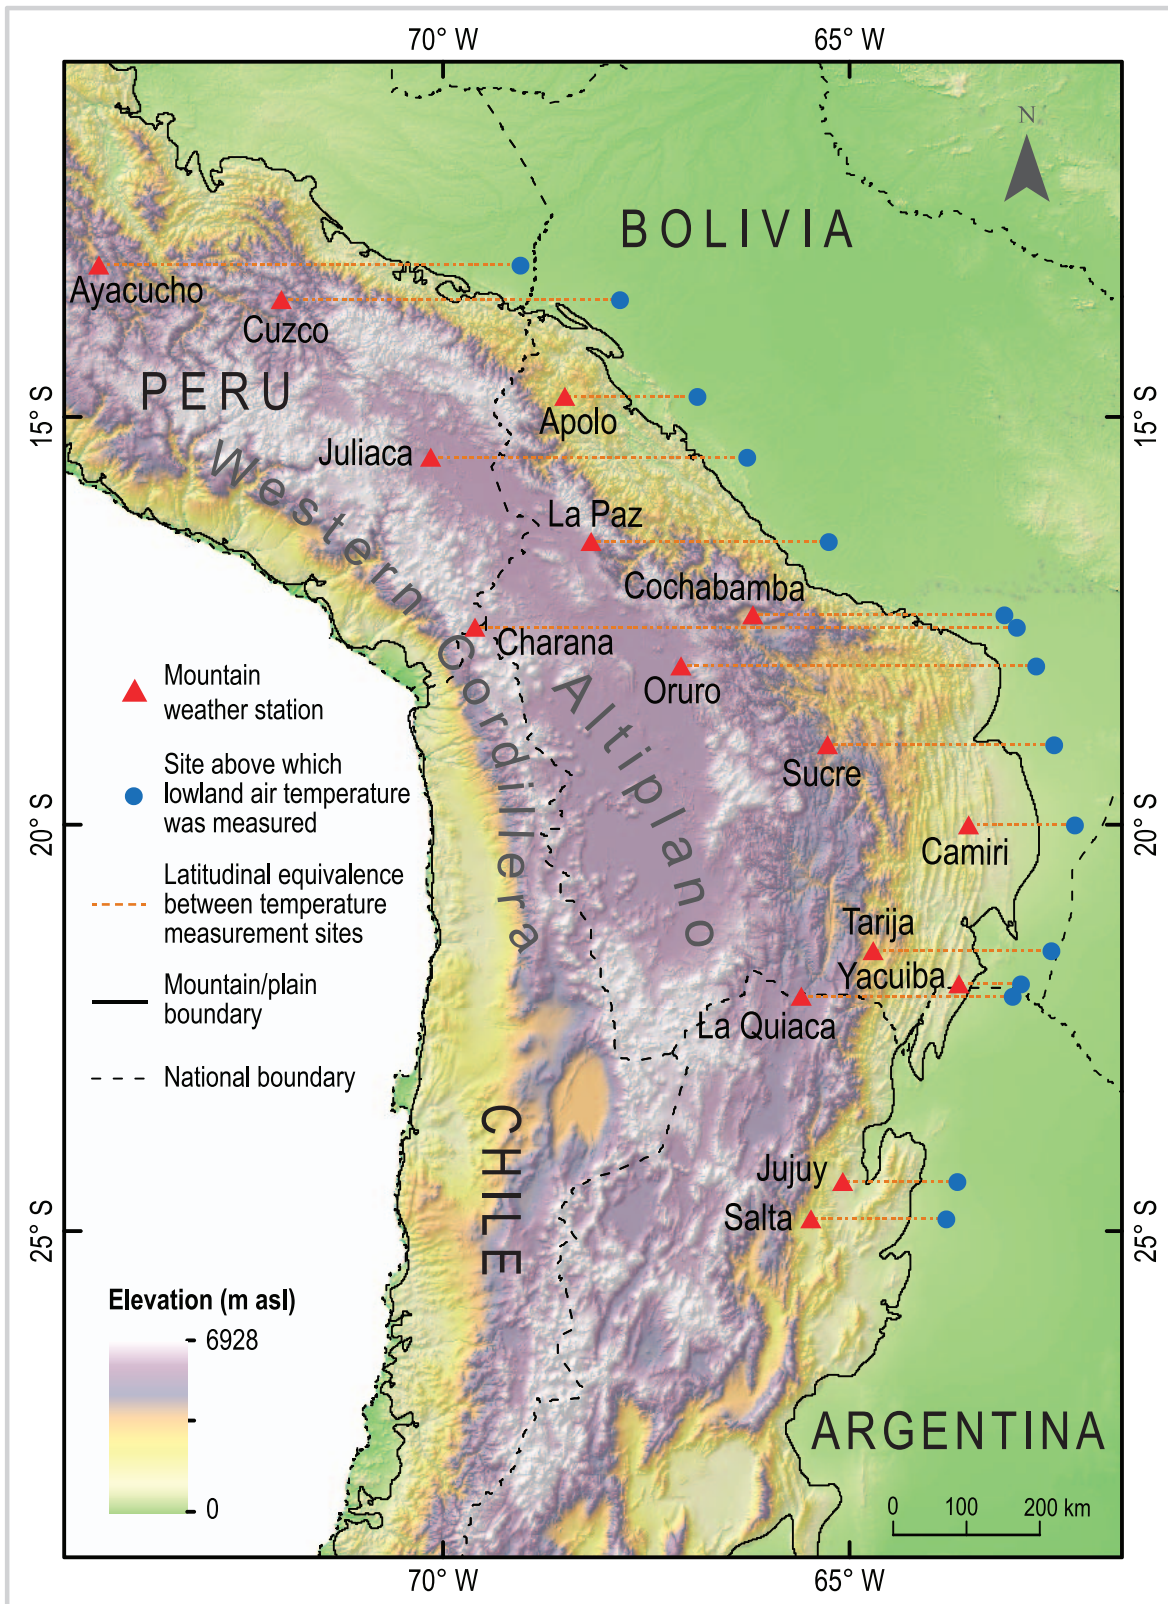 70° W
65° W
N
BOLIVIA
Ayacucho
Cuzco
PERU
15° S
15° S
Apolo
Juliaca
Western Cordillera
La Paz
Cochabamba
Charana
Altiplano
Oruro
Mountain
weather station
Site above which
lowland air temperature
was measured
Sucre
20° S
20° S
Camiri
Latitudinal equivalence
between temperature
measurement sites
Tarija
Yacuiba
Mountain/plain
boundary
La Quiaca
National boundary
CHILE
Jujuy
Salta
25° S
25° S
Elevation (m asl)
6928
0
ARGENTINA
0 100 200 km
70° W
65° W